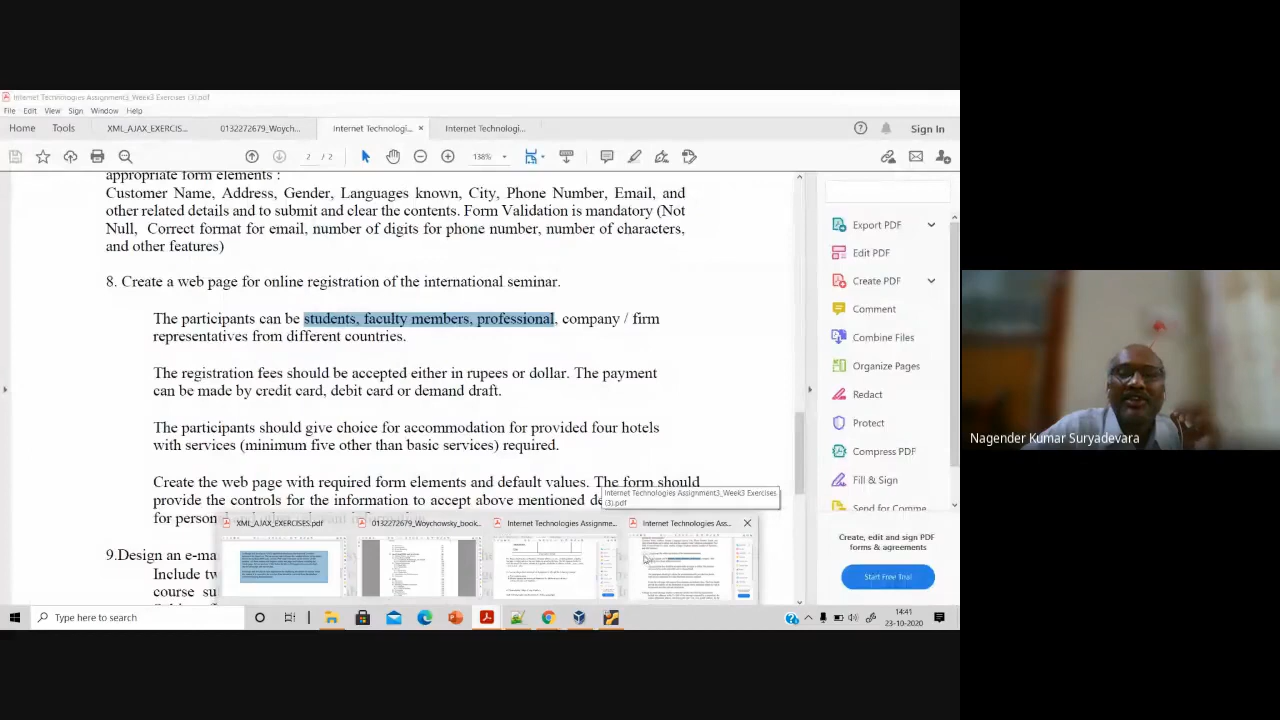 Internet Technologies Assignment3_Week3 Exercises (3).pdf
File Edit View Sign Window Help
Home Tools XML_AJAX_EXERCIS... 0132272679_Woych... Internet Technologi... × Internet Technologi... Sign In
2 / 2 138%
appropriate form elements :
Customer Name, Address, Gender, Languages known, City, Phone Number, Email, and
other related details and to submit and clear the contents. Form Validation is mandatory (Not
Null, Correct format for email, number of digits for phone number, number of characters,
and other features)
8. Create a web page for online registration of the international seminar.
The participants can be students, faculty members, professional, company / firm
representatives from different countries.
The registration fees should be accepted either in rupees or dollar. The payment
can be made by credit card, debit card or demand draft.
The participants should give choice for accommodation for provided four hotels
with services (minimum five other than basic services) required.
Create the web page with required form elements and default values. The form should
provide the controls for the information to accept above mentioned de
for person
Internet Technologies Assignment3_Week3 Exercises
(3).pdf
XML_AJAX_EXERCISES.pdf 0132272679_Woychowsky_book... Internet Technologies Assignme... Internet Technologies Ass...
9.Design an e-ma
Include tw
course su
Export PDF
Edit PDF
Create PDF
Comment
Combine Files
Organize Pages
Redact
Protect
Compress PDF
Fill & Sign
Send for Comme
Create, edit and sign PDF
forms & agreements
Start Free Trial
Type here to search
14:41
23-10-2020
Nagender Kumar Suryadevara